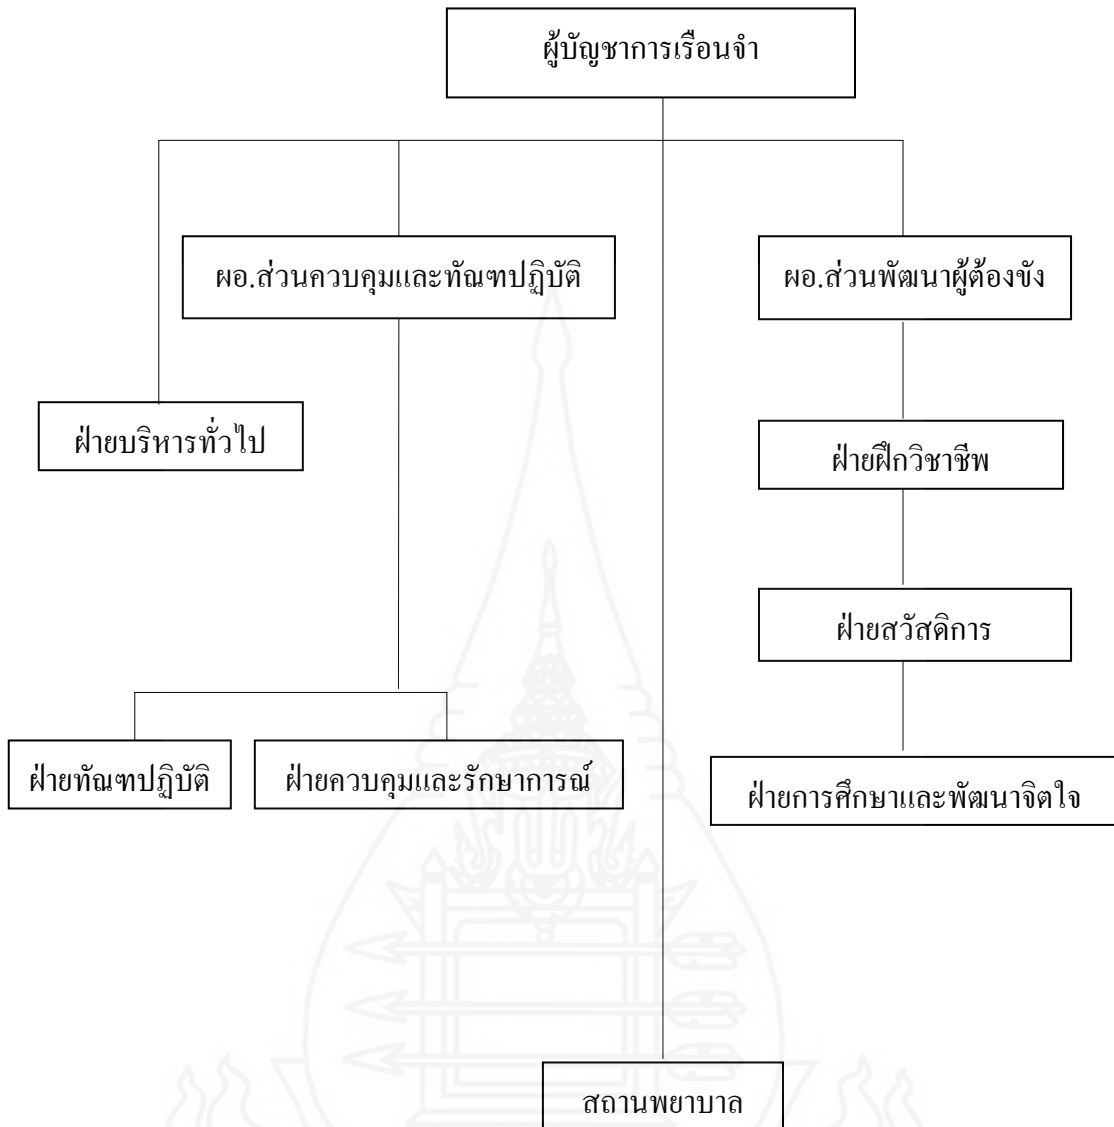 ผู้บัญชาการเรือนจำ
ผอ.ส่วนควบคุมและทัณฑปฏิบัติ
ผอ.ส่วนพัฒนาผู้ต้องขัง
ฝ่ายบริหารทั่วไป
ฝ่ายฝึกวิชาชีพ
ฝ่ายสวัสดิการ
ฝ่ายทัณฑปฏิบัติ
ฝ่ายควบคุมและรักษาการณ์
ฝ่ายการศึกษาและพัฒนาจิตใจ
สถานพยาบาล